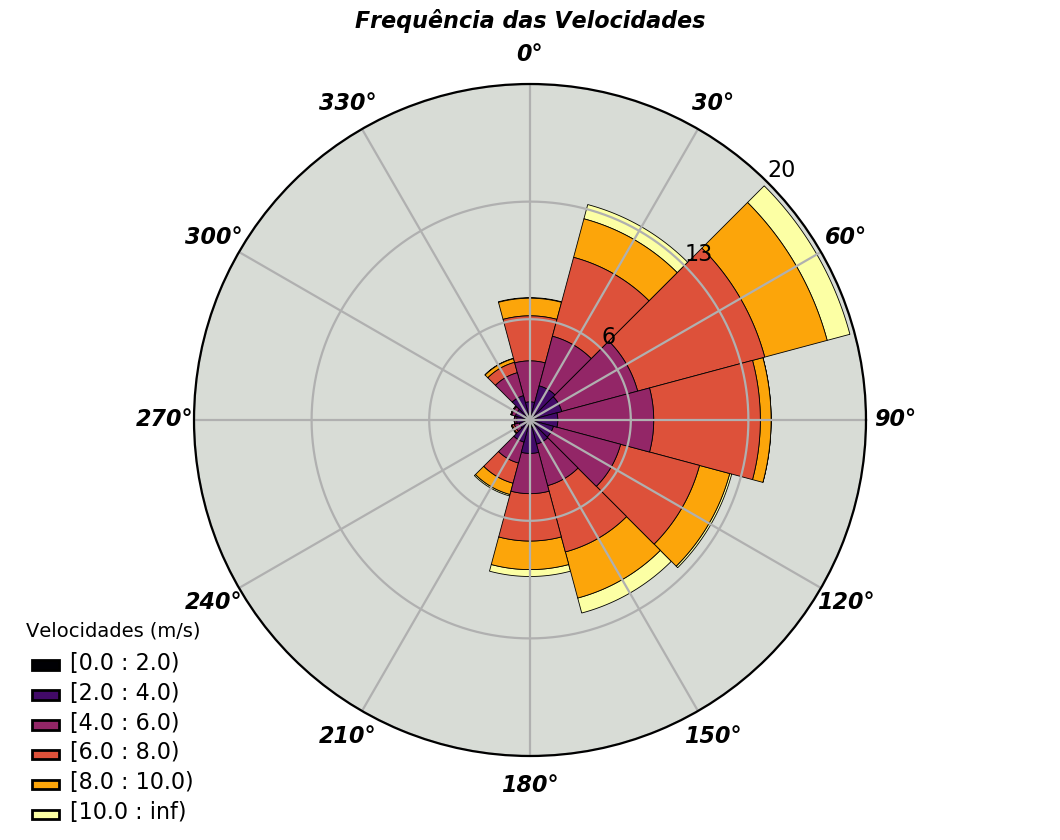 Frequência das Velocidades
0°
330°
30°
20
300°
60°
13
6
270°
90°
240°
120°
210°
150°
180°
Velocidades (m/s)
[0.0 : 2.0)
[2.0 : 4.0)
[4.0 : 6.0)
[6.0 : 8.0)
[8.0 : 10.0)
[10.0 : inf)